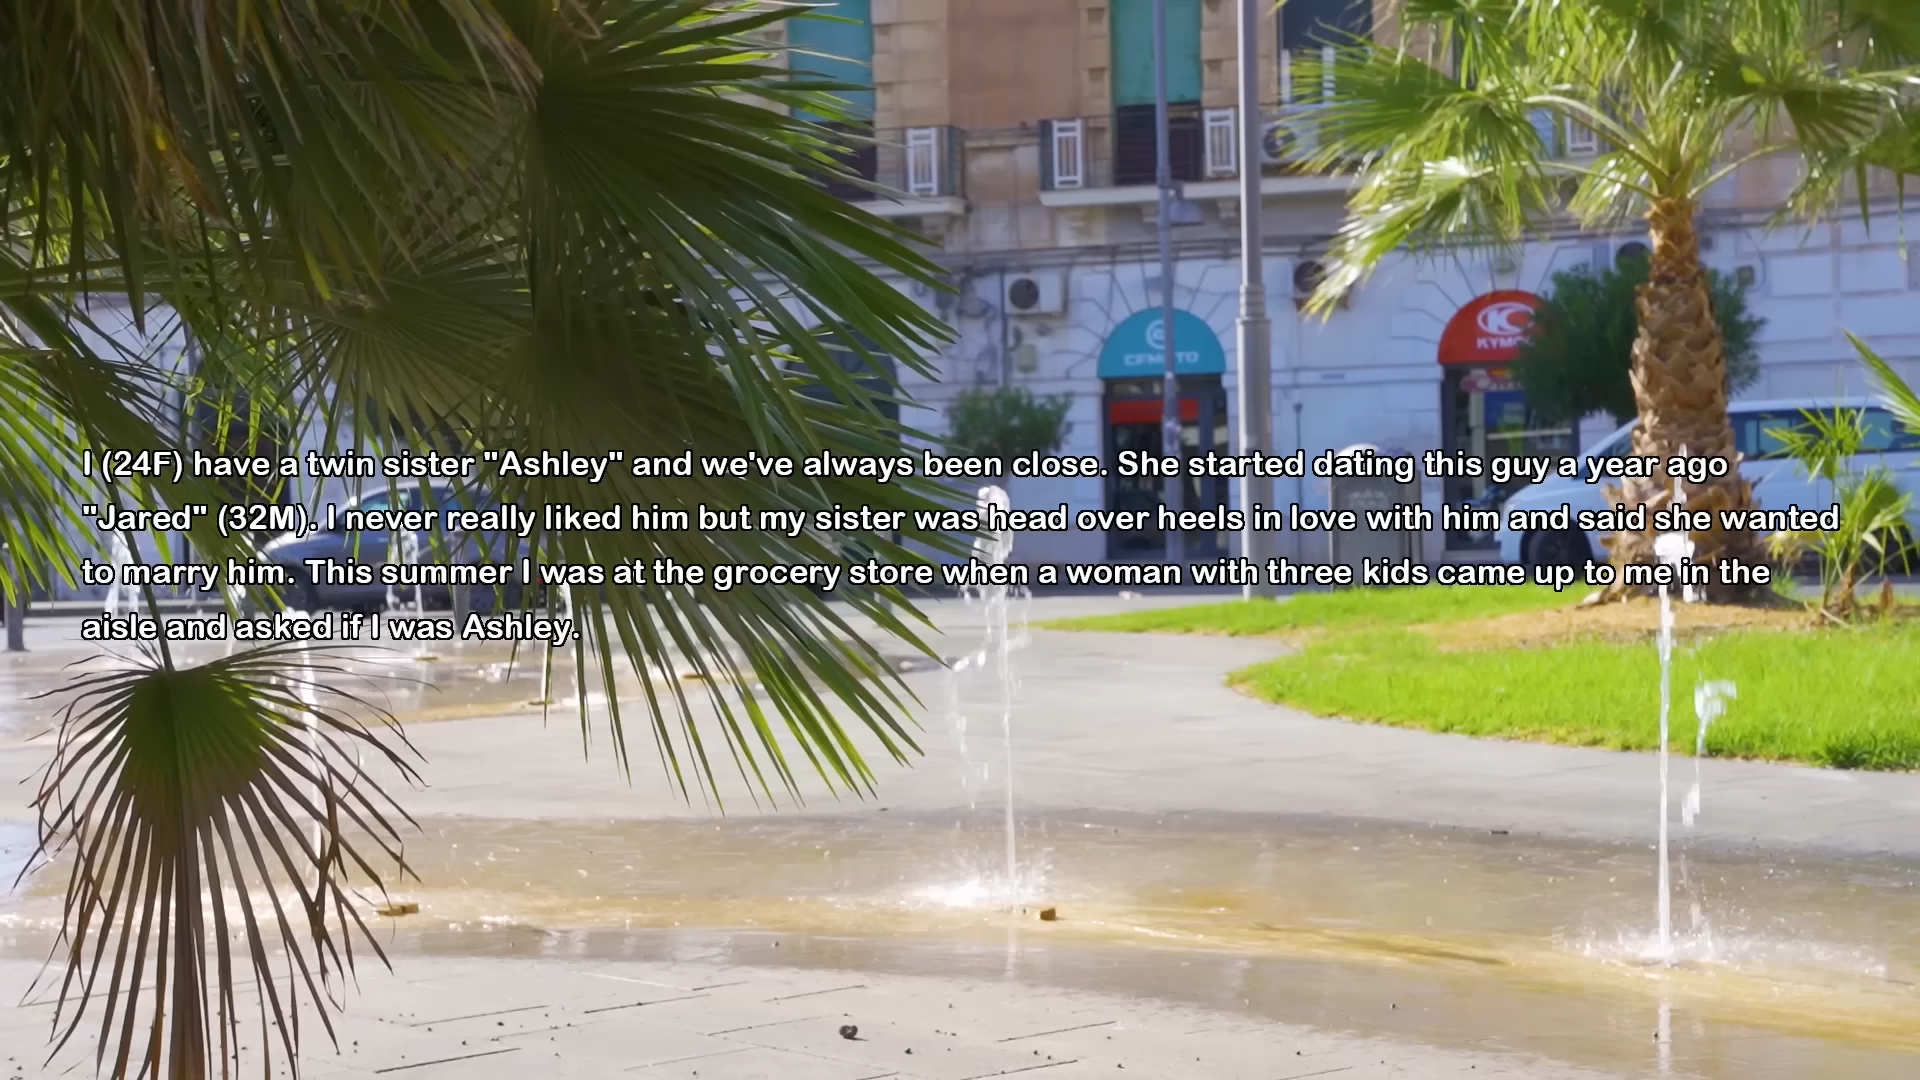 CFMOTO
KYMCO
I (24F) have a twin sister "Ashley" and we've always been close. She started dating this guy a year ago
"Jared" (32M). I never really liked him but my sister was head over heels in love with him and said she wanted
to marry him. This summer I was at the grocery store when a woman with three kids came up to me in the
aisle and asked if I was Ashley.